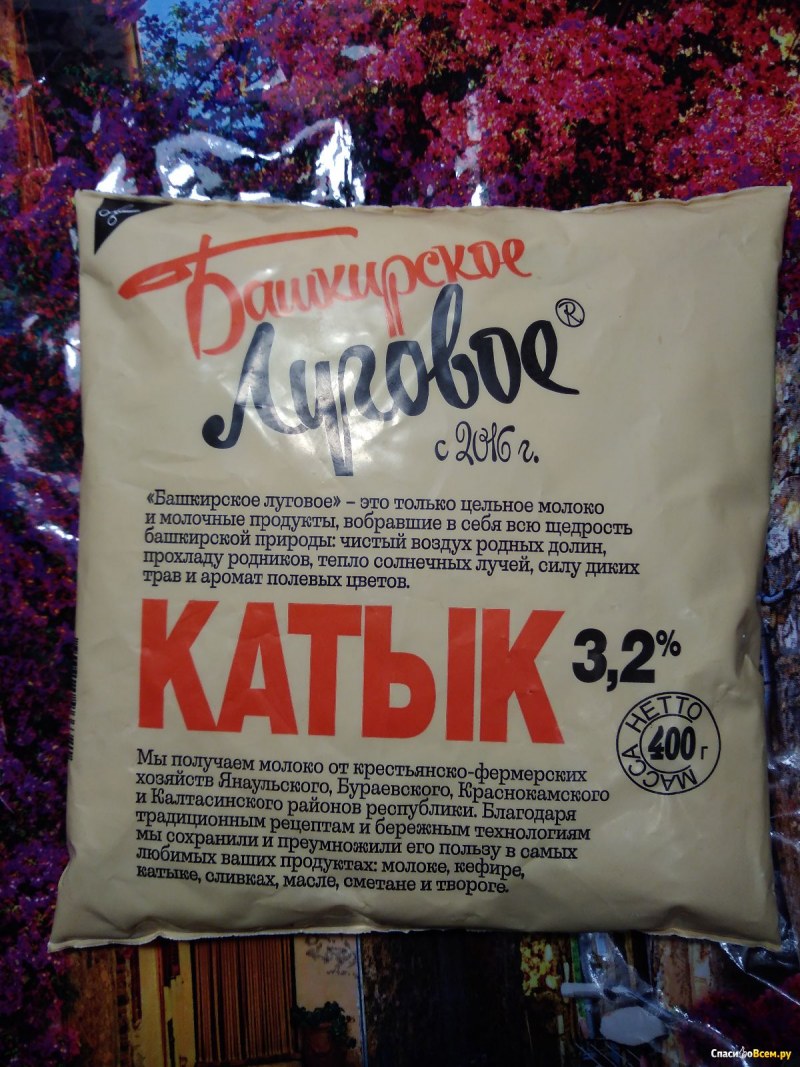 Башкирское
Луговое®
с 2016 г.
«Башкирское луговое» – это только цельное молоко
и молочные продукты, вобравшие в себя всю щедрость
башкирской природы: чистый воздух родных долин,
прохладу родников, тепло солнечных лучей, силу диких
трав и аромат полевых цветов.
КАТЫК 3,2%
МАССА НЕТТО
400 г
Мы получаем молоко от крестьянско-фермерских
хозяйств Янаульского, Бураевского, Краснокамского
и Калтасинского районов республики. Благодаря
традиционным рецептам и бережным технологиям
мы сохранили и преумножили его пользу в самых
любимых ваших продуктах: молоке, кефире,
катыке, сливках, масле, сметане и твороге.
СпасибоВсем.ру